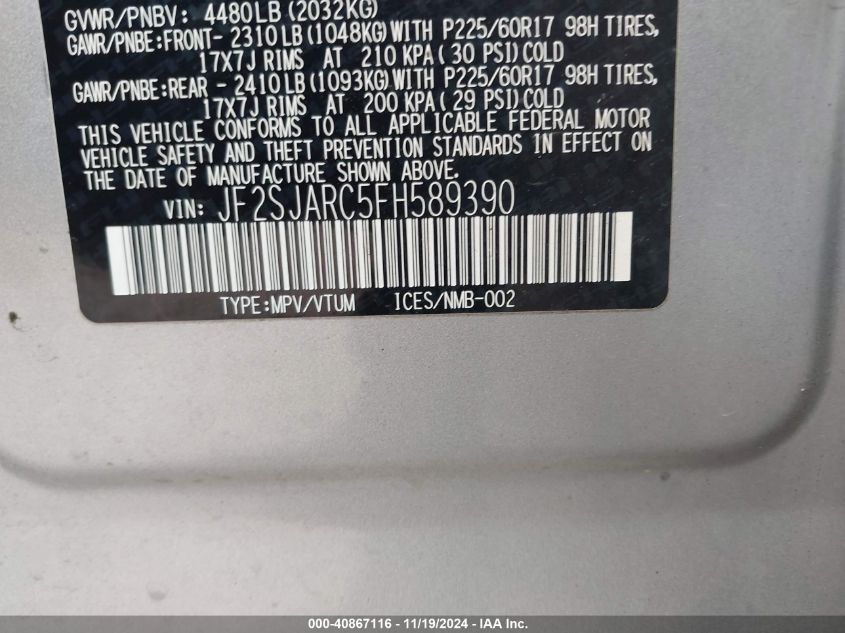 GVWR/PNBV: 4480LB (2032KG)
GAWR/PNBE:FRONT- 2310LB (1048KG)WITH P225/60R17 98H TIRES,
17X7J RIMS AT 210 KPA( 30 PSI)COLD
GAWR/PNBE:REAR - 2410LB (1093KG)WITH P225/60R17 98H TIRES,
17X7J RIMS AT 200 KPA( 29 PSI)COLD
THIS VEHICLE CONFORMS TO ALL APPLICABLE FEDERAL MOTOR
VEHICLE SAFETY AND THEFT PREVENTION STANDARDS IN EFFECT ON
THE DATE OF MANUFACTURE SHOWN ABOVE.
VIN: JF2SJARC5FH589390
TYPE:MPV/VTUM ICES/NMB-002
000-40867116 - 11/19/2024 - IAA Inc.